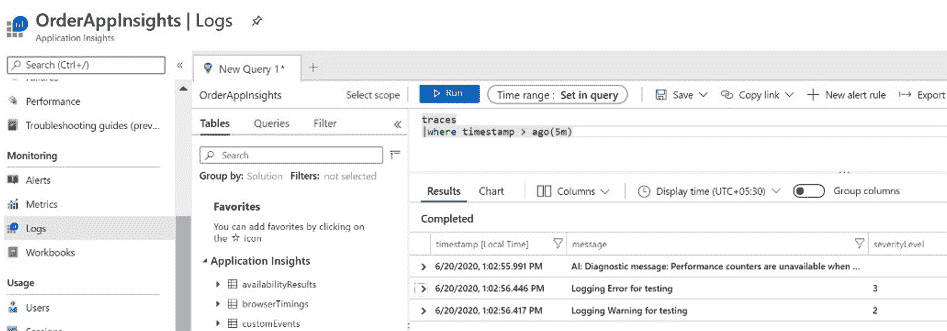 OrderAppInsights | Logs
Application Insights
Search (Ctrl+/)
«
Failures
Performance
Troubleshooting guides (prev...
Monitoring
Alerts
Metrics
Logs
Workbooks
Usage
Users
Sessions
New Query 1*
+
OrderAppInsights
Select scope
Run
Time range : Set in query
Save
Copy link
+ New alert rule
Export
Tables
Queries
Filter
«
Search
Group by: Solution Filters: not selected
Favorites
You can add favorites by clicking on
the ☆ icon
Application Insights
availabilityResults
browserTimings
customEvents
traces
|where timestamp > ago(5m)
...
Results
Chart
Columns
Display time (UTC+05:30)
Group columns
Completed
timestamp [Local Time]
message
severityLevel
6/20/2020, 1:02:55.991 PM AI: Diagnostic message: Performance counters are unavailable when ...
6/20/2020, 1:02:56.446 PM Logging Error for testing 3
6/20/2020, 1:02:56.417 PM Logging Warning for testing 2